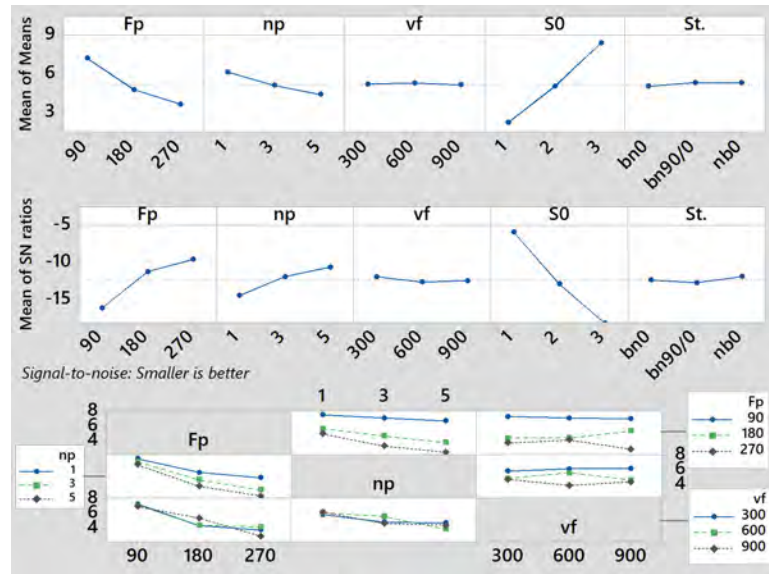 Fp np vf S0 St.
Mean of Means
9
6
3
90 180 270 1 3 5 300 600 900 1 2 3 bn0 bn90/0 nb0
Fp np vf S0 St.
Mean of SN ratios
-5
-10
-15
90 180 270 1 3 5 300 600 900 1 2 3 bn0 bn90/0 nb0
Signal-to-noise: Smaller is better
1 3 5
8
6
4
Fp
Fp
90
180
270
np
1
3
5
8
6
4
8
6
4
np
vf
vf
300
600
900
90 180 270 300 600 900